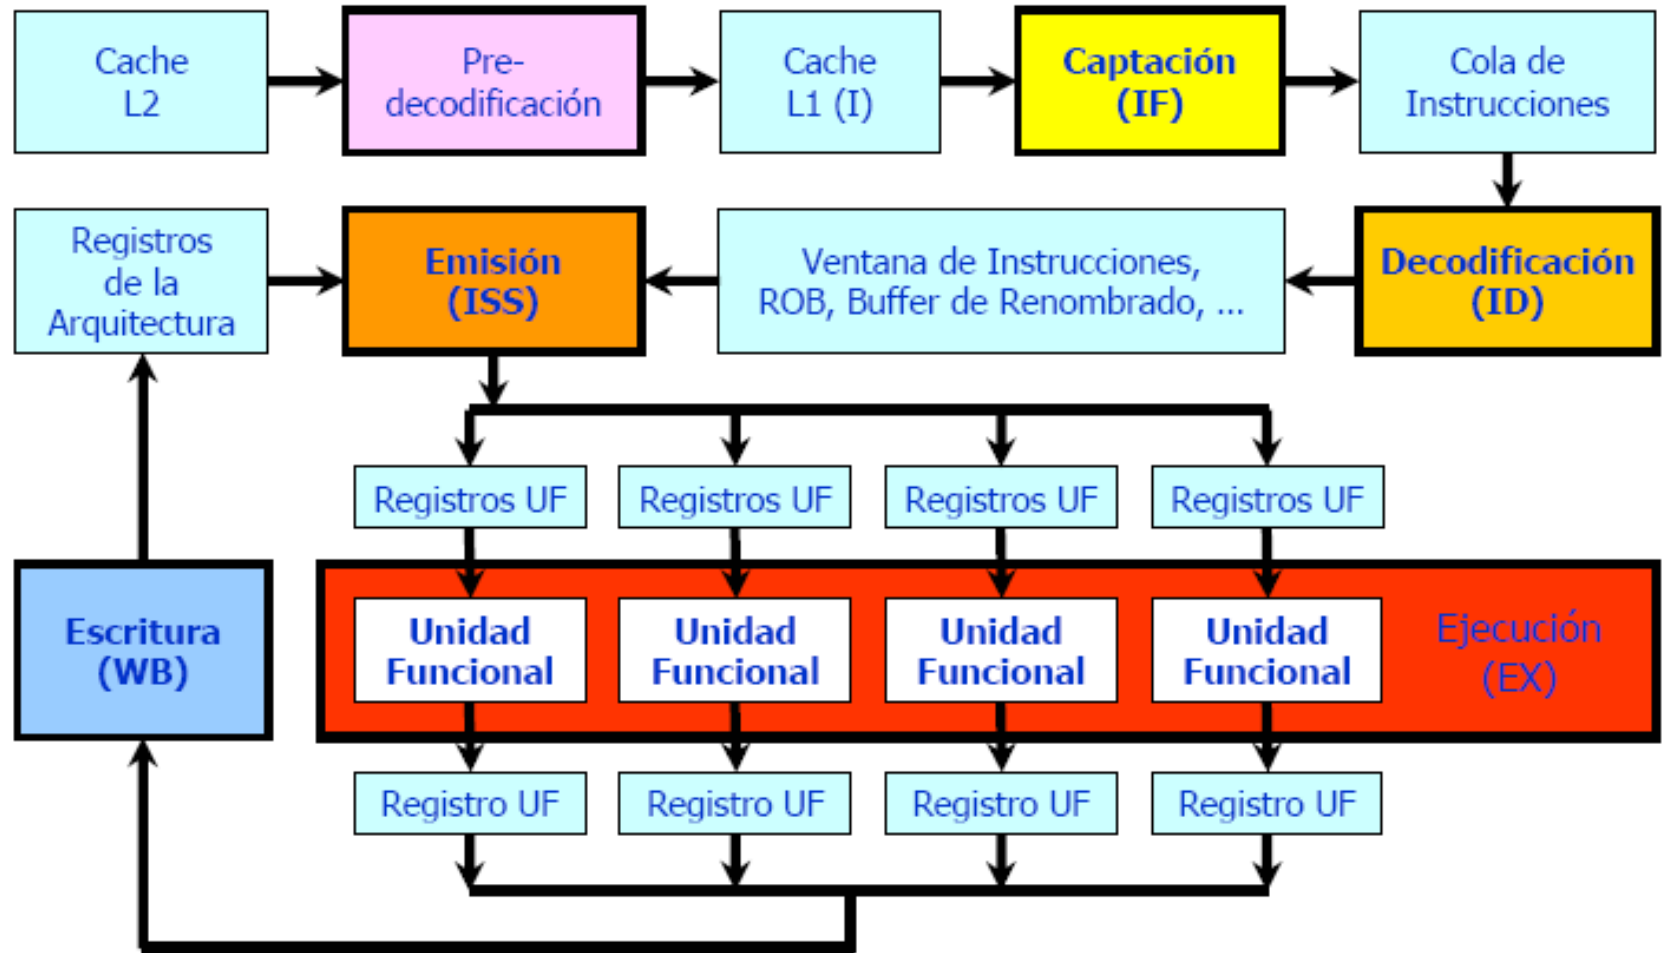 Cache
L2
Pre-
decodificación
Cache
L1 (I)
Captación
(IF)
Cola de
Instrucciones
Registros
de la
Arquitectura
Emisión
(ISS)
Ventana de Instrucciones,
ROB, Buffer de Renombrado, ...
Decodificación
(ID)
Registros UF
Registros UF
Registros UF
Registros UF
Escritura
(WB)
Unidad
Funcional
Unidad
Funcional
Unidad
Funcional
Unidad
Funcional
Ejecución
(EX)
Registro UF
Registro UF
Registro UF
Registro UF